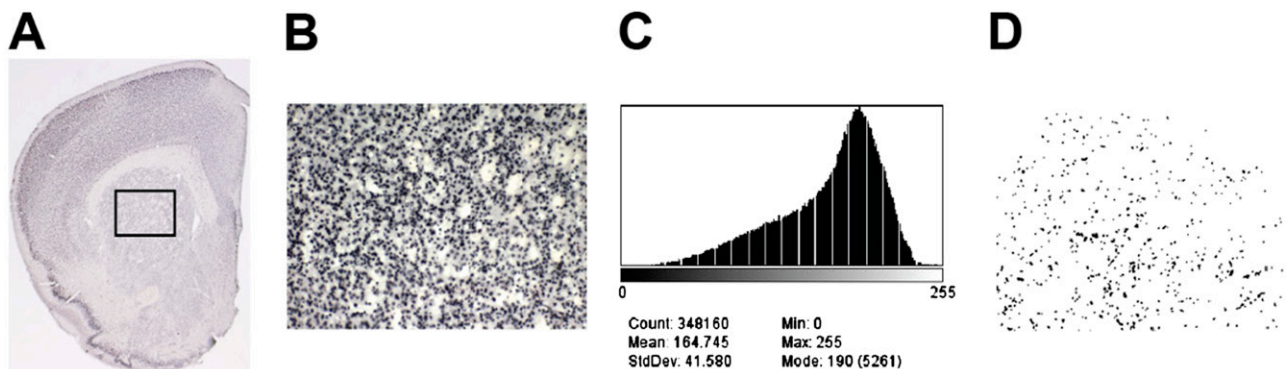 A
B
C
D
0
255
Count: 348160 Min: 0
Mean: 164.745 Max: 255
StdDev: 41.580 Mode: 190 (5261)